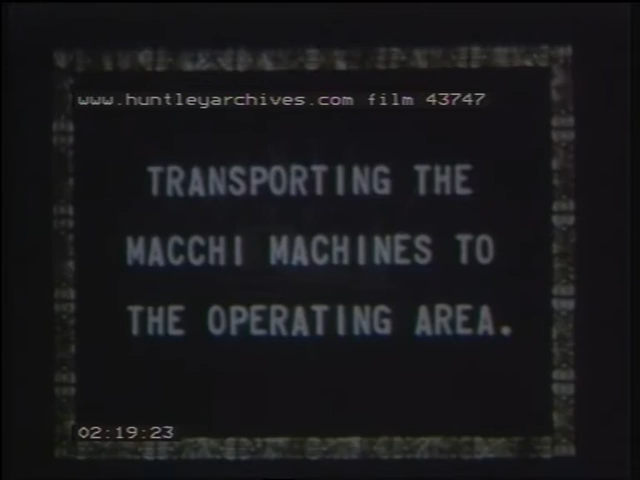 www.huntleyarchives.com film 43747
TRANSPORTING THE
MACCHI MACHINES TO
THE OPERATING AREA.
02:19:23